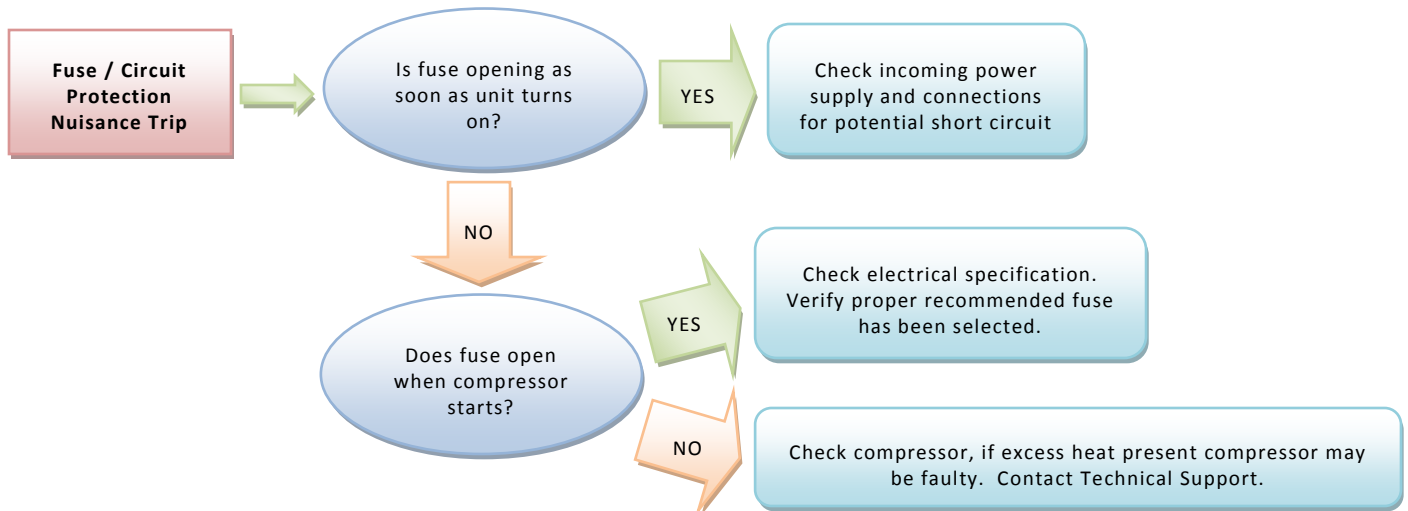 Fuse / Circuit
Protection
Nuisance Trip
Is fuse opening as
soon as unit turns
on?
YES
Check incoming power
supply and connections
for potential short circuit
NO
Does fuse open
when compressor
starts?
YES
Check electrical specification.
Verify proper recommended fuse
has been selected.
NO
Check compressor, if excess heat present compressor may
be faulty. Contact Technical Support.